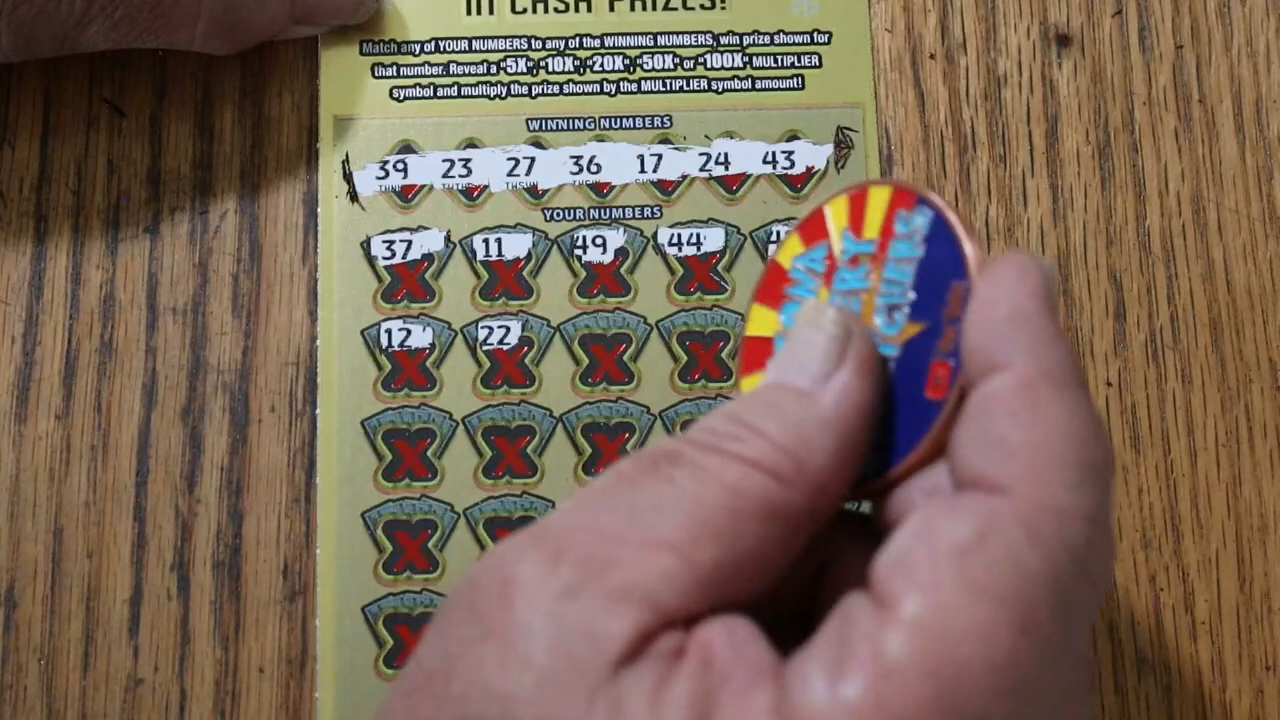 IN CASH PRIZES!
Match any of YOUR NUMBERS to any of the WINNING NUMBERS, win prize shown for
that number. Reveal a "5X", "10X", "20X", "50X" or "100X" MULTIPLIER
symbol and multiply the prize shown by the MULTIPLIER symbol amount!
WINNING NUMBERS
39 23 27 36 17 24 43
YOUR NUMBERS
37 11 49 44
12 22